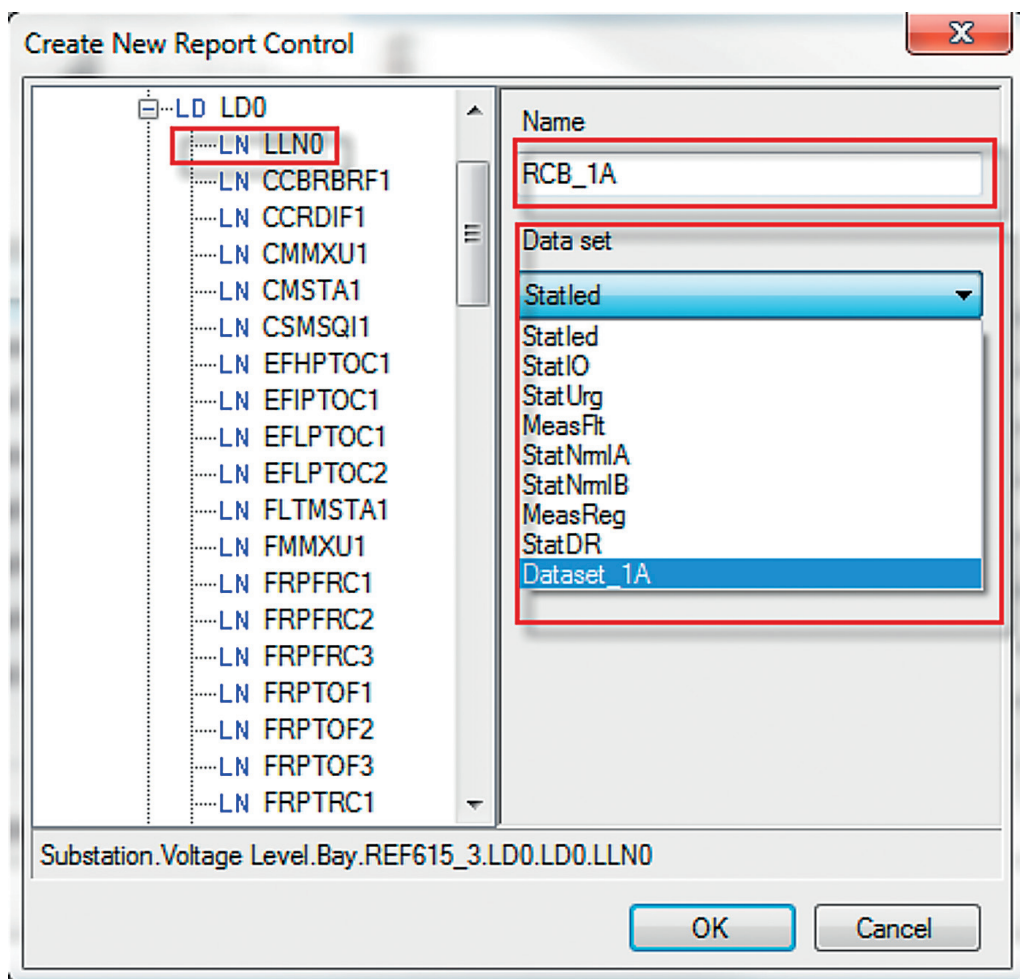 Create New Report Control
LD LD0
LN LLN0
LN CCBRBRF1
LN CCRDIF1
LN CMMXU1
LN CMSTA1
LN CSMSQI1
LN EFHPTOC1
LN EFIPTOC1
LN EFLPTOC1
LN EFLPTOC2
LN FLTMSTA1
LN FMMXU1
LN FRPFRC1
LN FRPFRC2
LN FRPFRC3
LN FRPTOF1
LN FRPTOF2
LN FRPTOF3
LN FRPTRC1
Name
RCB_1A
Data set
StatIed
StatIed
StatIO
StatUrg
MeasFlt
StatNrmlA
StatNrmlB
MeasReg
StatDR
Dataset_1A
Substation.Voltage Level.Bay.REF615_3.LD0.LD0.LLN0
OK
Cancel